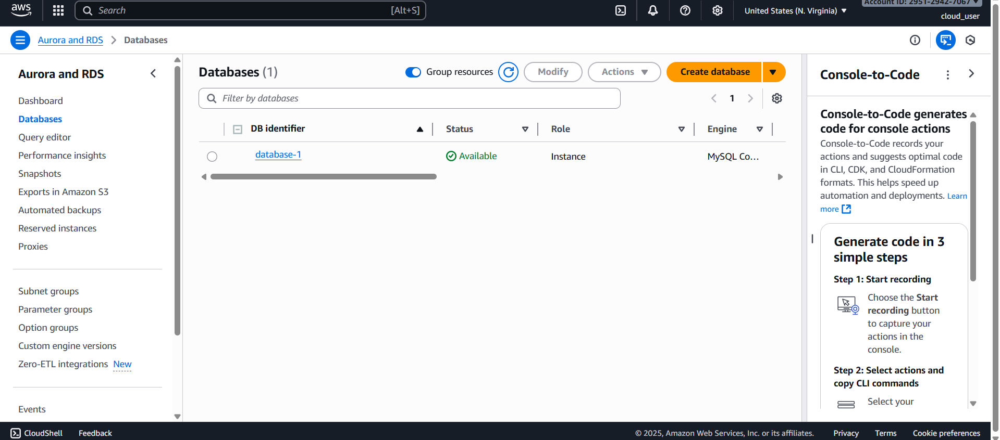 aws
Search
[Alt+S]
United States (N. Virginia)
Account ID: 2951-2942-7067
cloud_user
Aurora and RDS
Databases
Aurora and RDS
Dashboard
Databases
Query editor
Performance insights
Snapshots
Exports in Amazon S3
Automated backups
Reserved instances
Proxies
Subnet groups
Parameter groups
Option groups
Custom engine versions
Zero-ETL integrations New
Events
Databases (1)
Group resources
Modify
Actions
Create database
Filter by databases
1
DB identifier
Status
Role
Engine
database-1
Available
Instance
MySQL Co...
Console-to-Code
Console-to-Code generates
code for console actions
Console-to-Code records your
actions and suggests optimal code
in CLI, CDK, and CloudFormation
formats. This helps speed up
automation and deployments. Learn
more
Generate code in 3
simple steps
Step 1: Start recording
Choose the Start
recording button
to capture your
actions in the
console.
Step 2: Select actions and
copy CLI commands
Select your
CloudShell
Feedback
© 2025, Amazon Web Services, Inc. or its affiliates.
Privacy
Terms
Cookie preferences